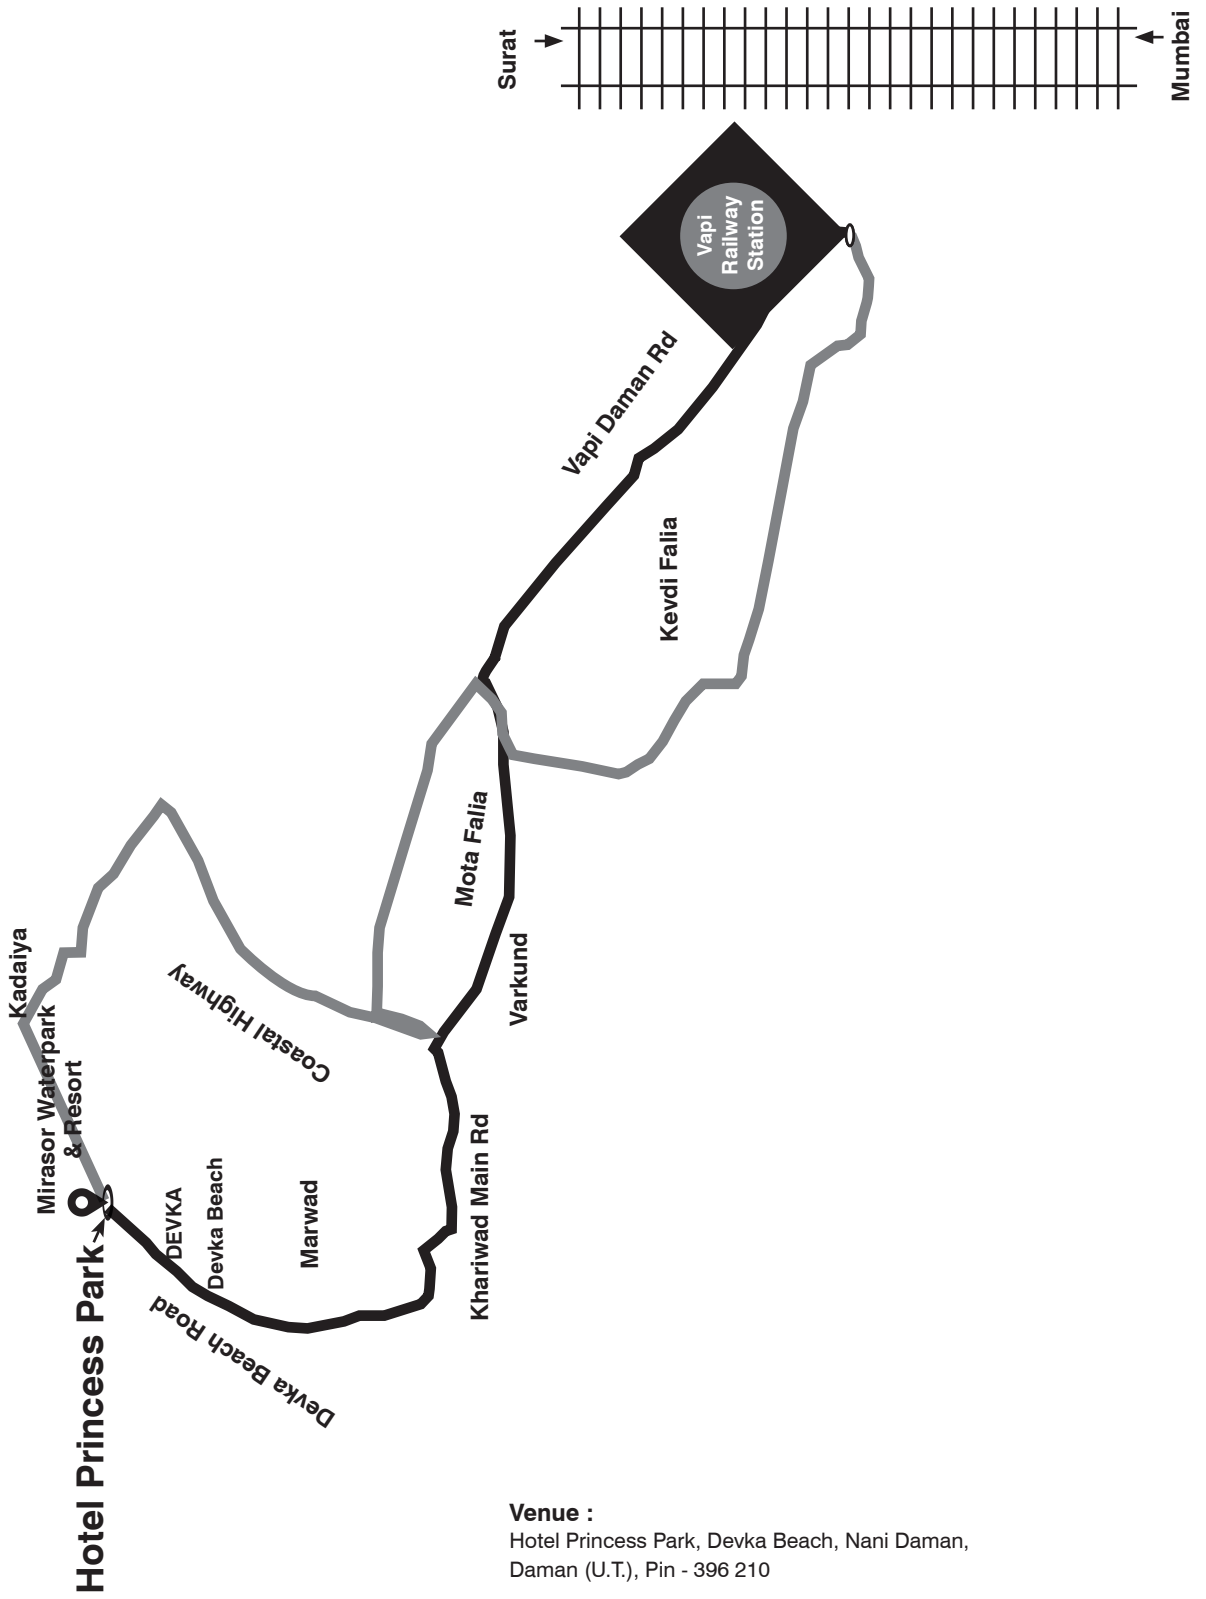 Surat
Mumbai
Vapi
Railway
Station
Vapi Daman Rd
Kevdi Falia
Mota Falia
Varkund
Kadaiya
Mirasor Waterpark
& Resort
Coastal Highway
DEVKA
Devka Beach
Marwad
Khariwad Main Rd
Hotel Princess Park
Devka Beach Road
Venue :
Hotel Princess Park, Devka Beach, Nani Daman,
Daman (U.T.), Pin - 396 210